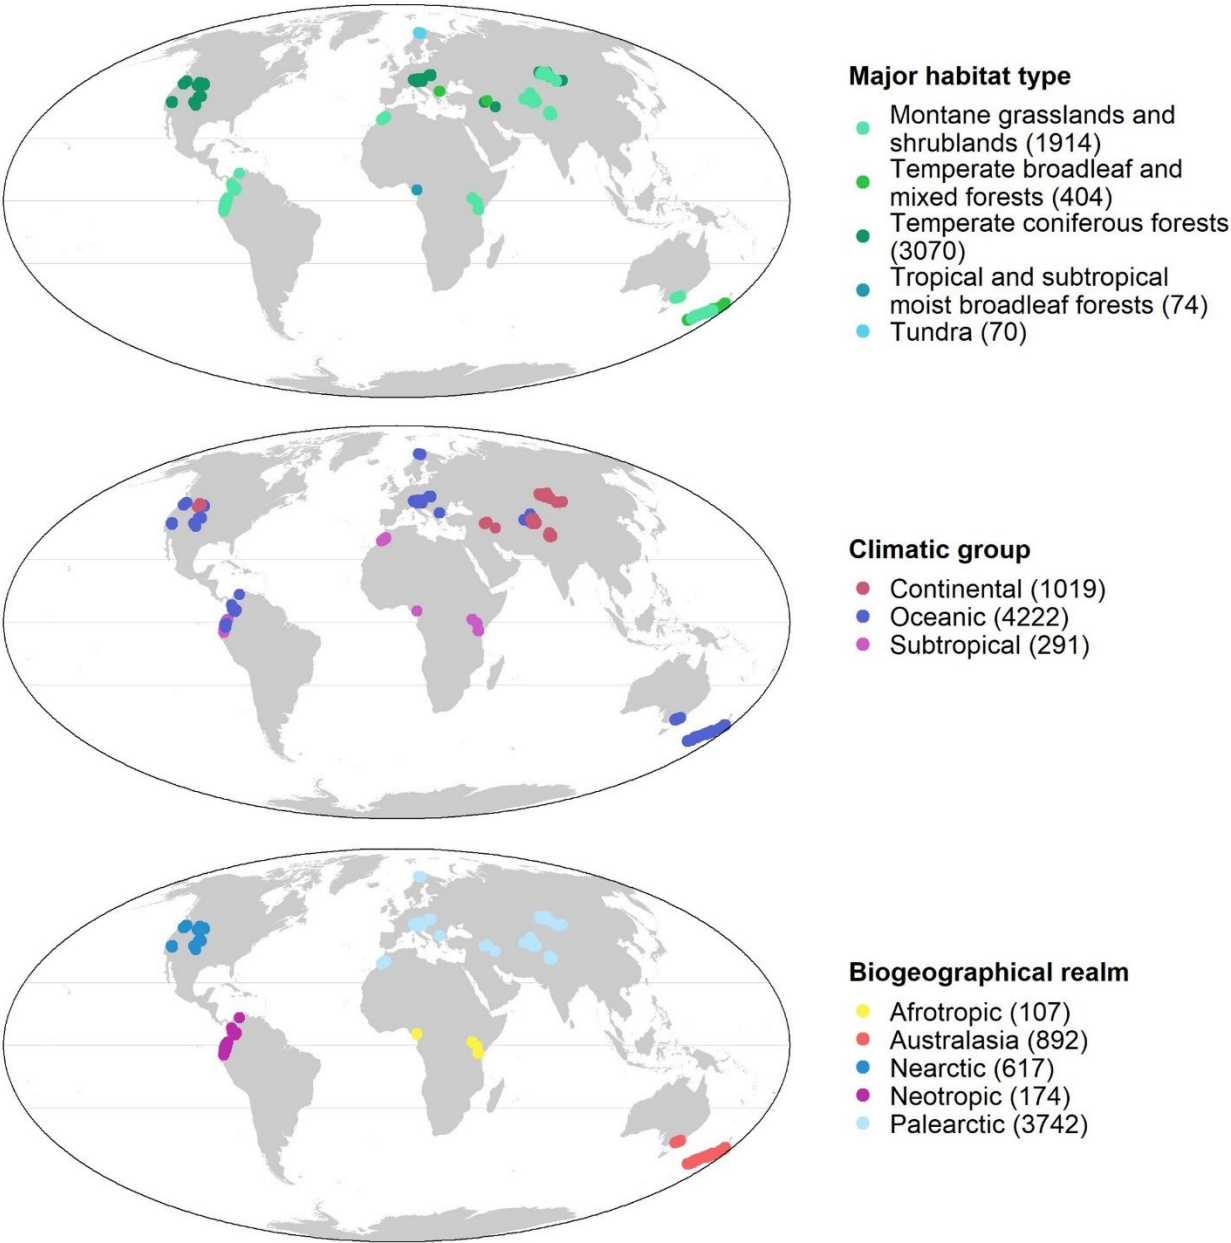 Major habitat type
Montane grasslands and
shrublands (1914)
Temperate broadleaf and
mixed forests (404)
Temperate coniferous forests
(3070)
Tropical and subtropical
moist broadleaf forests (74)
Tundra (70)
Climatic group
Continental (1019)
Oceanic (4222)
Subtropical (291)
Biogeographical realm
Afrotropic (107)
Australasia (892)
Nearctic (617)
Neotropic (174)
Palearctic (3742)